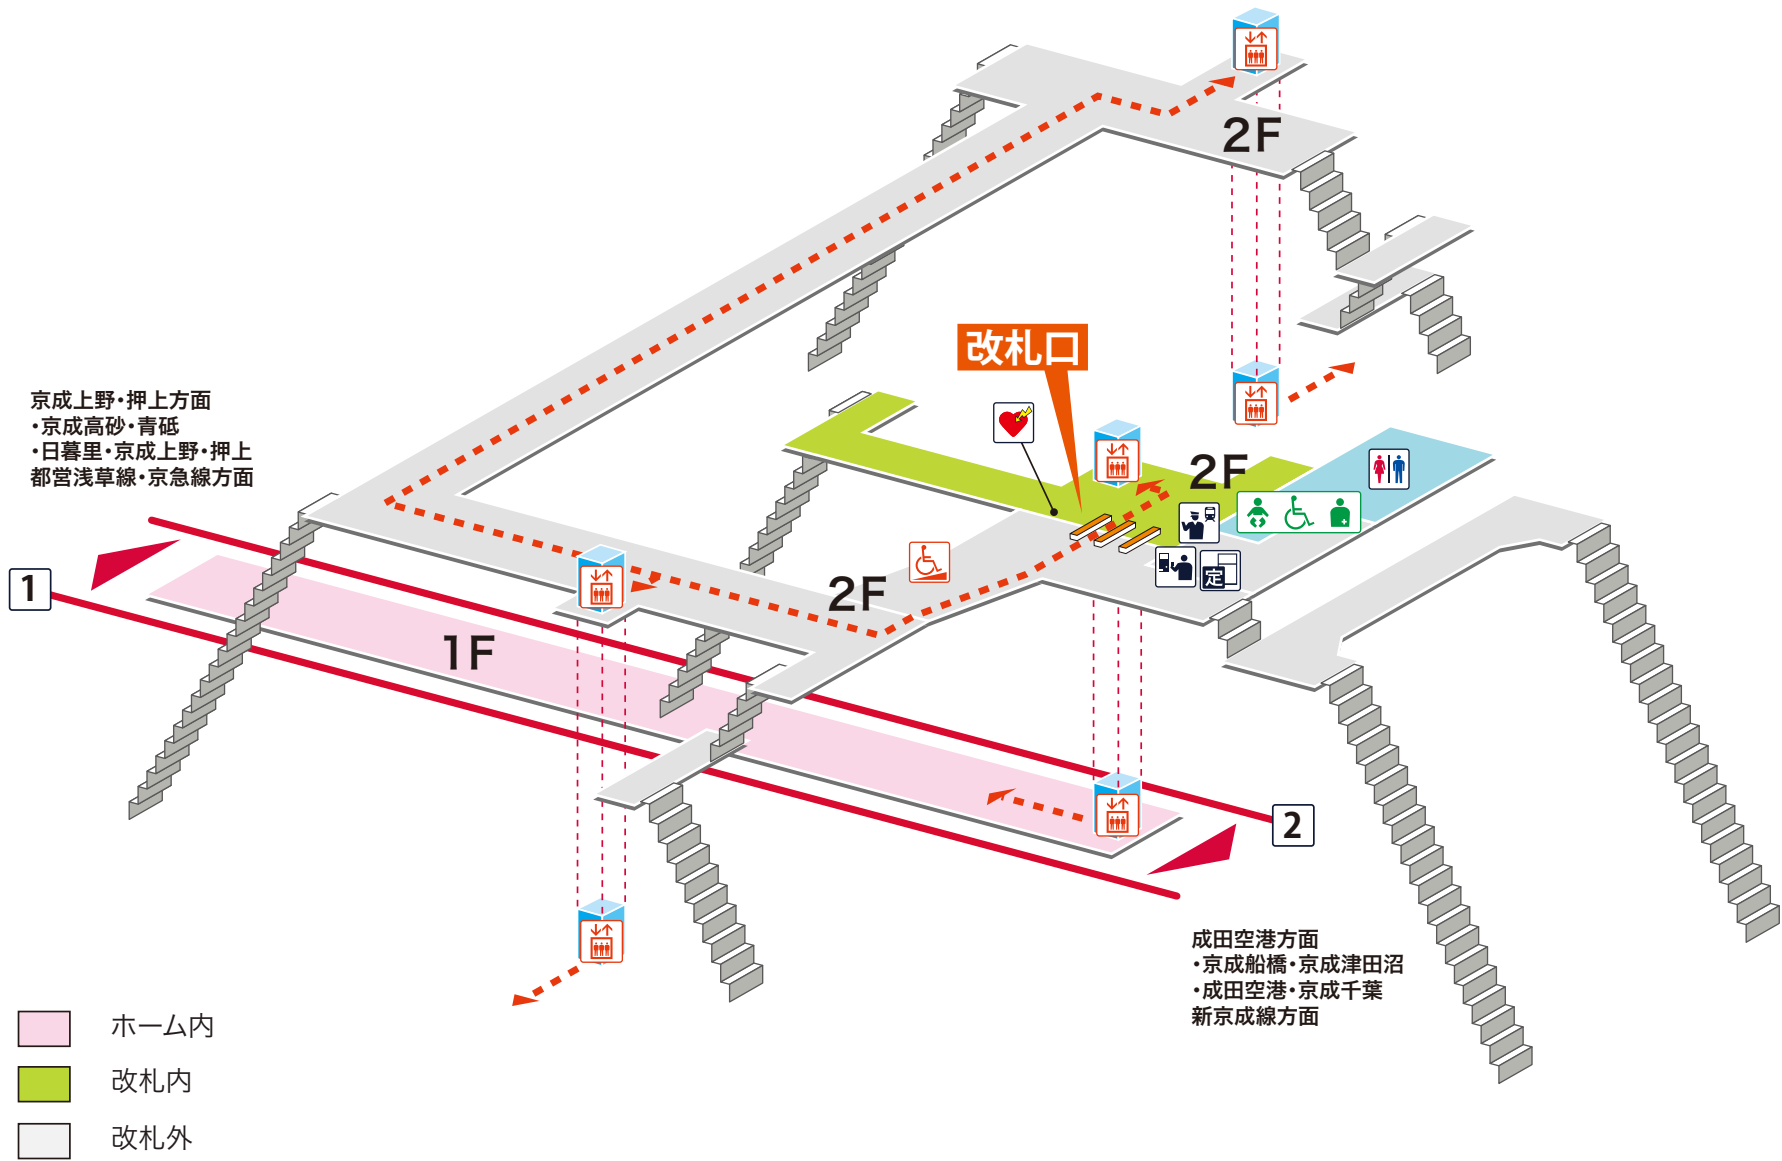 2F
改札口
京成上野・押上方面
・京成高砂・青砥
・日暮里・京成上野・押上
都営浅草線・京急線方面
2F
定
1
2F
1F
2
成田空港方面
・京成船橋・京成津田沼
・成田空港・京成千葉
新京成線方面
ホーム内
改札内
改札外